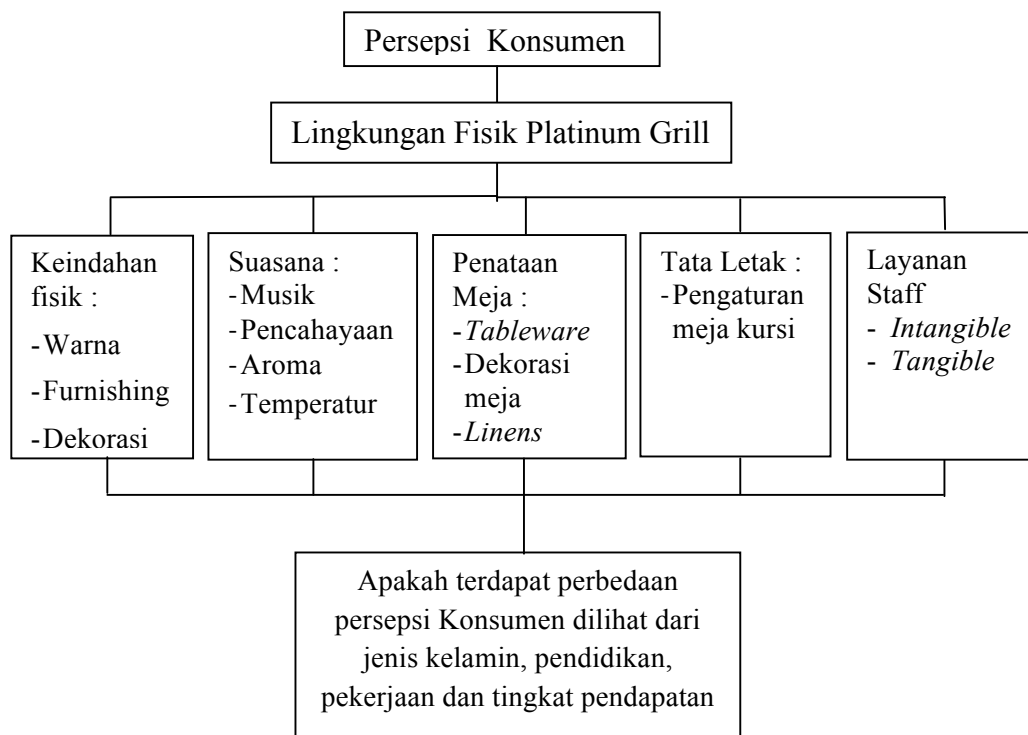 Persepsi Konsumen
Lingkungan Fisik Platinum Grill
Keindahan
fisik :
-Warna
-Furnishing
-Dekorasi
Suasana :
-Musik
-Pencahayaan
-Aroma
-Temperatur
Penataan
Meja :
-Tableware
-Dekorasi
meja
-Linens
Tata Letak :
-Pengaturan
meja kursi
Layanan
Staff
- Intangible
- Tangible
Apakah terdapat perbedaan
persepsi Konsumen dilihat dari
jenis kelamin, pendidikan,
pekerjaan dan tingkat pendapatan